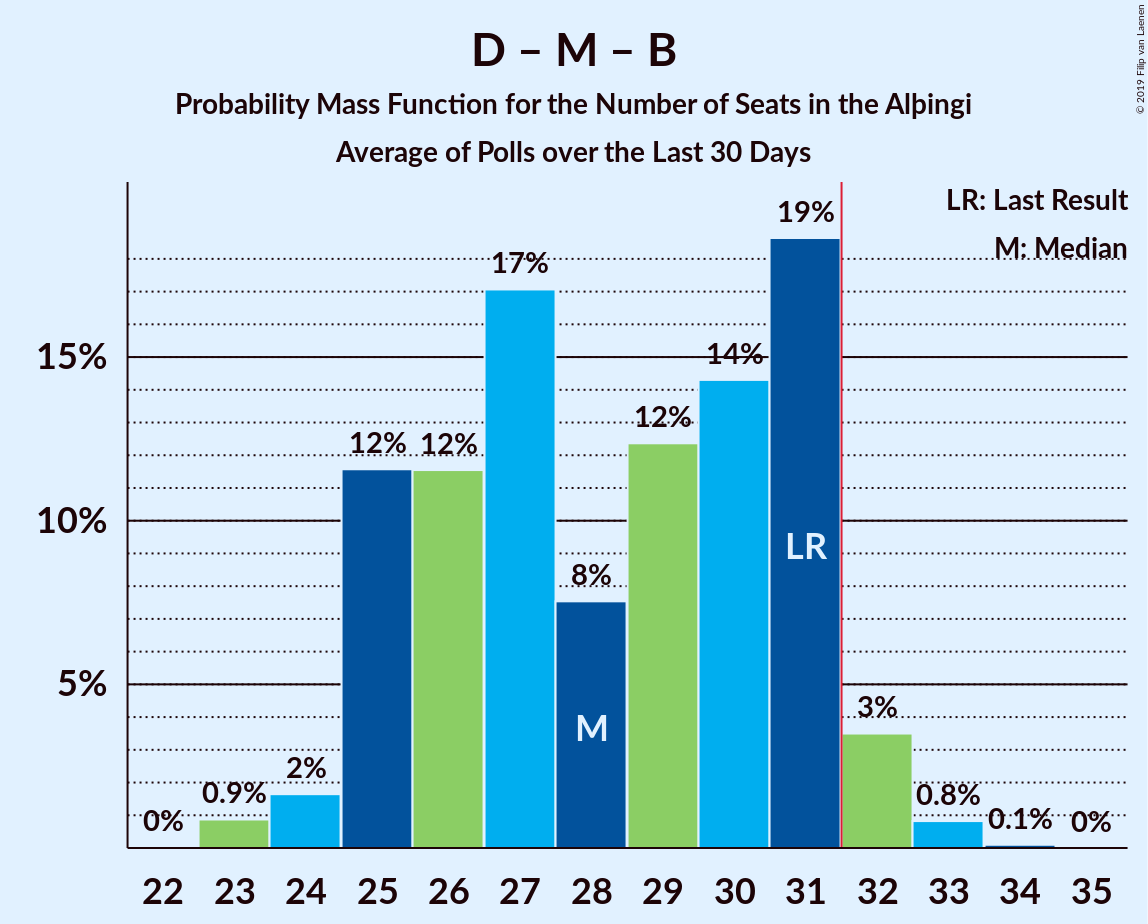 D – M – B
Probability Mass Function for the Number of Seats in the Alþingi
Average of Polls over the Last 30 Days
© 2019 Filip van Laenen
LR: Last Result
M: Median
15%
10%
5%
0%
0.9%
2%
12%
12%
17%
8%
12%
14%
19%
3%
0.8%
0.1%
0%
M
LR
22 23 24 25 26 27 28 29 30 31 32 33 34 35